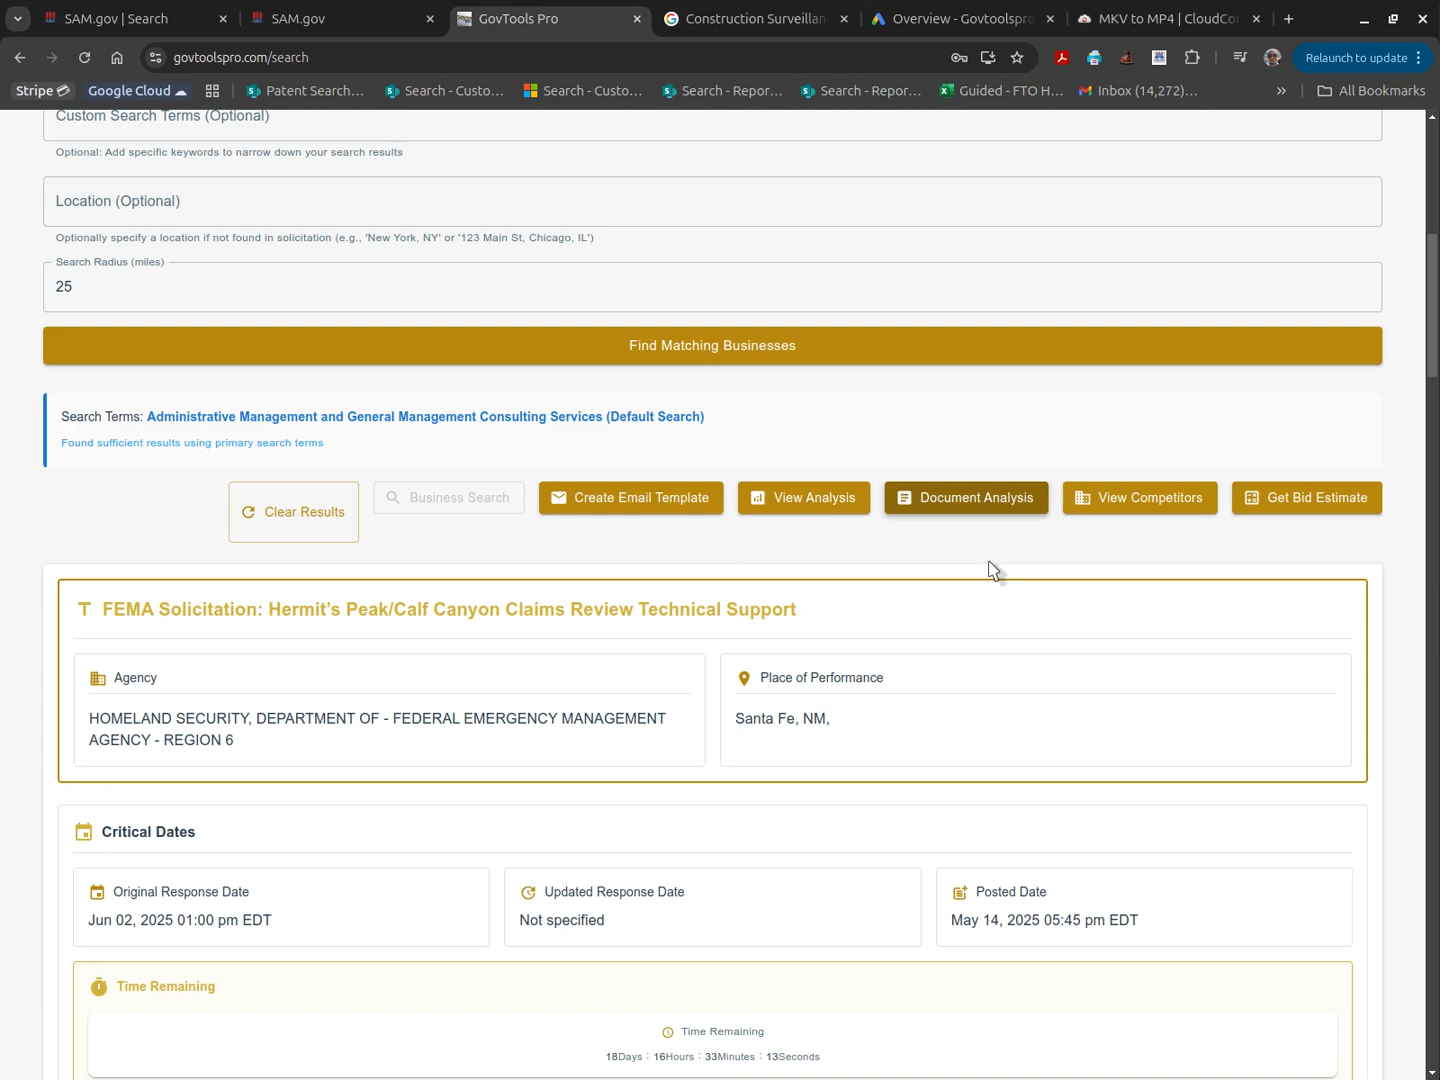 SAM.gov | Search
SAM.gov
GovTools Pro
Construction Surveillan
Overview - Govtoolspro
MKV to MP4 | CloudCon
govtoolspro.com/search
Relaunch to update
Stripe
Google Cloud
Patent Search...
Search - Custo...
Search - Custo...
Search - Repor...
Search - Repor...
Guided - FTO H...
Inbox (14,272)...
All Bookmarks
Custom Search Terms (Optional)
Optional: Add specific keywords to narrow down your search results
Location (Optional)
Optionally specify a location if not found in solicitation (e.g., 'New York, NY' or '123 Main St, Chicago, IL')
Search Radius (miles)
25
Find Matching Businesses
Search Terms: Administrative Management and General Management Consulting Services (Default Search)
Found sufficient results using primary search terms
Clear Results
Business Search
Create Email Template
View Analysis
Document Analysis
View Competitors
Get Bid Estimate
FEMA Solicitation: Hermit’s Peak/Calf Canyon Claims Review Technical Support
Agency
HOMELAND SECURITY, DEPARTMENT OF - FEDERAL EMERGENCY MANAGEMENT
AGENCY - REGION 6
Place of Performance
Santa Fe, NM,
Critical Dates
Original Response Date
Jun 02, 2025 01:00 pm EDT
Updated Response Date
Not specified
Posted Date
May 14, 2025 05:45 pm EDT
Time Remaining
Time Remaining
18Days : 16Hours : 33Minutes : 13Seconds